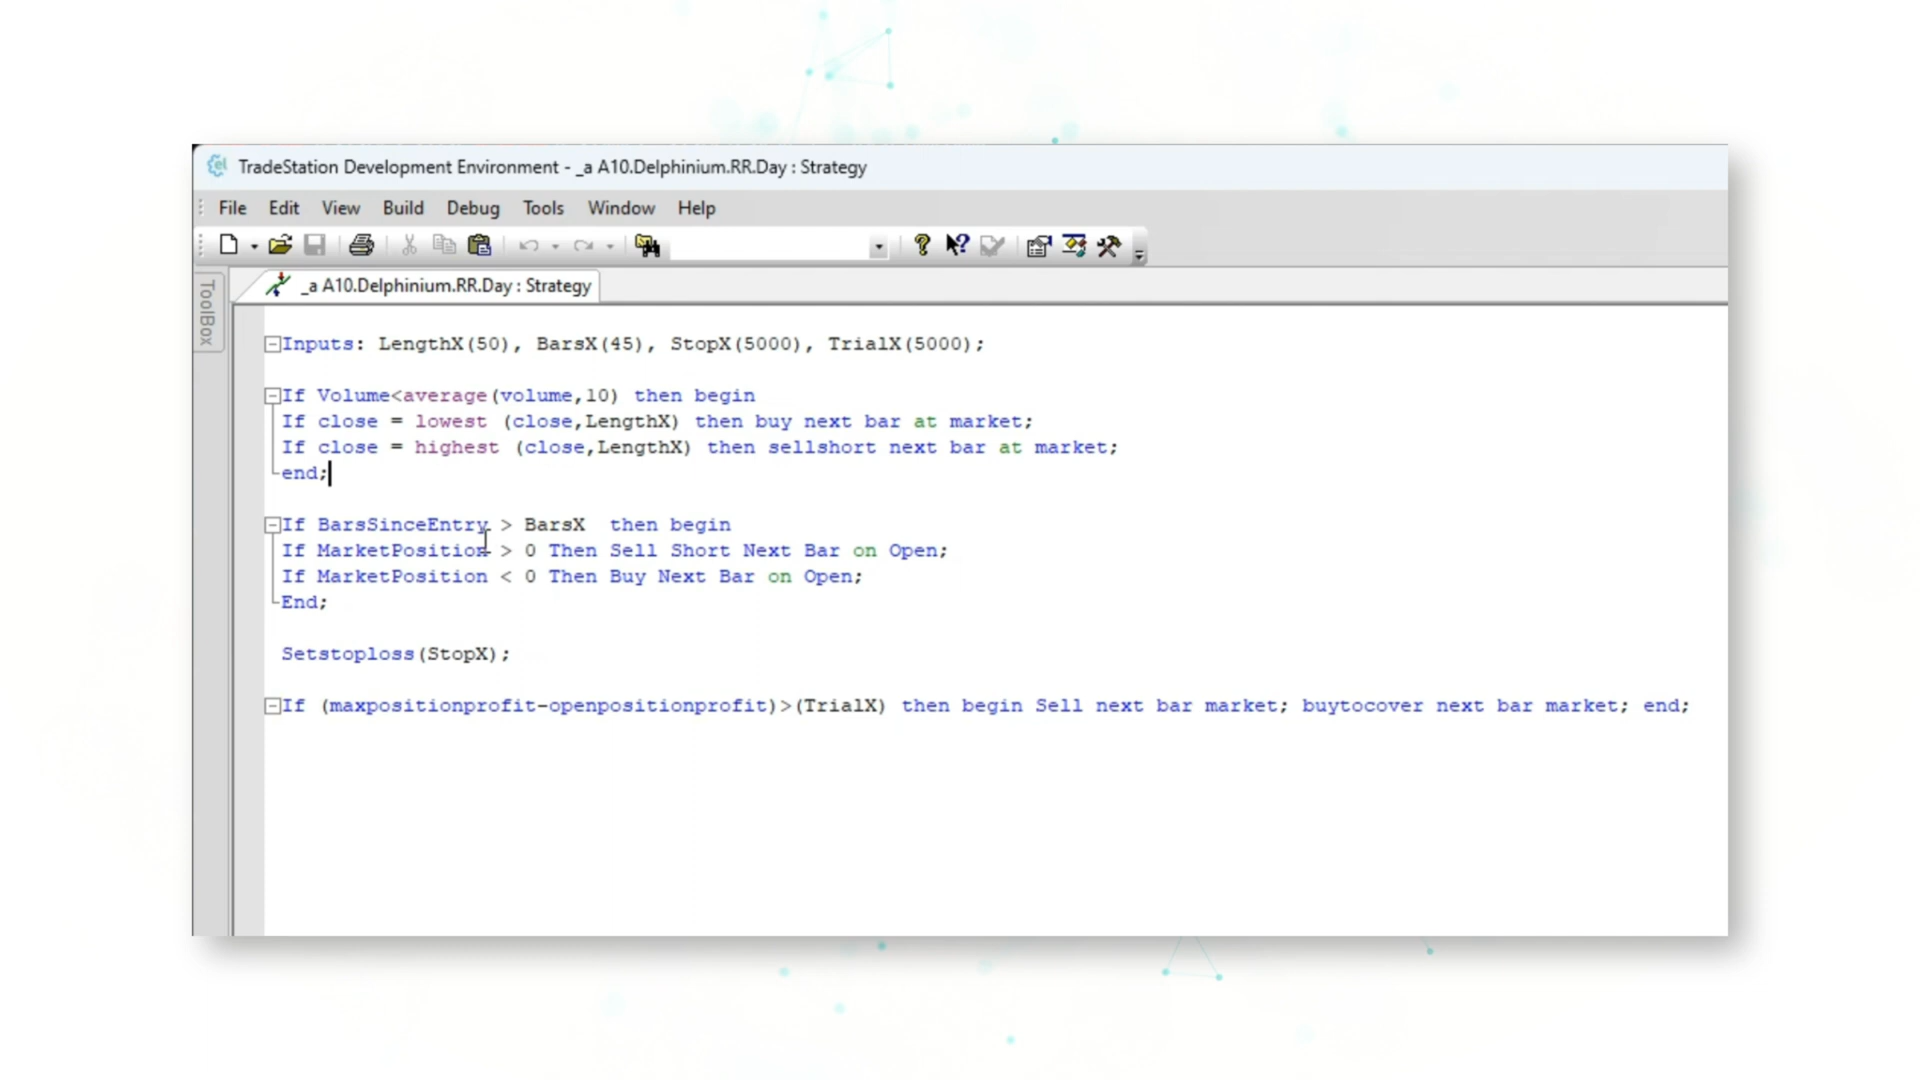 TradeStation Development Environment - _a A10.Delphinium.RR.Day : Strategy
File Edit View Build Debug Tools Window Help
ToolBox
_a A10.Delphinium.RR.Day : Strategy
Inputs: LengthX(50), BarsX(45), StopX(5000), TrialX(5000);
If Volume<average(volume,10) then begin
If close = lowest (close,LengthX) then buy next bar at market;
If close = highest (close,LengthX) then sellshort next bar at market;
end;
If BarsSinceEntry > BarsX then begin
If MarketPosition > 0 Then Sell Short Next Bar on Open;
If MarketPosition < 0 Then Buy Next Bar on Open;
End;
Setstoploss(StopX);
If (maxpositionprofit-openpositionprofit)>(TrialX) then begin Sell next bar market; buytocover next bar market; end;